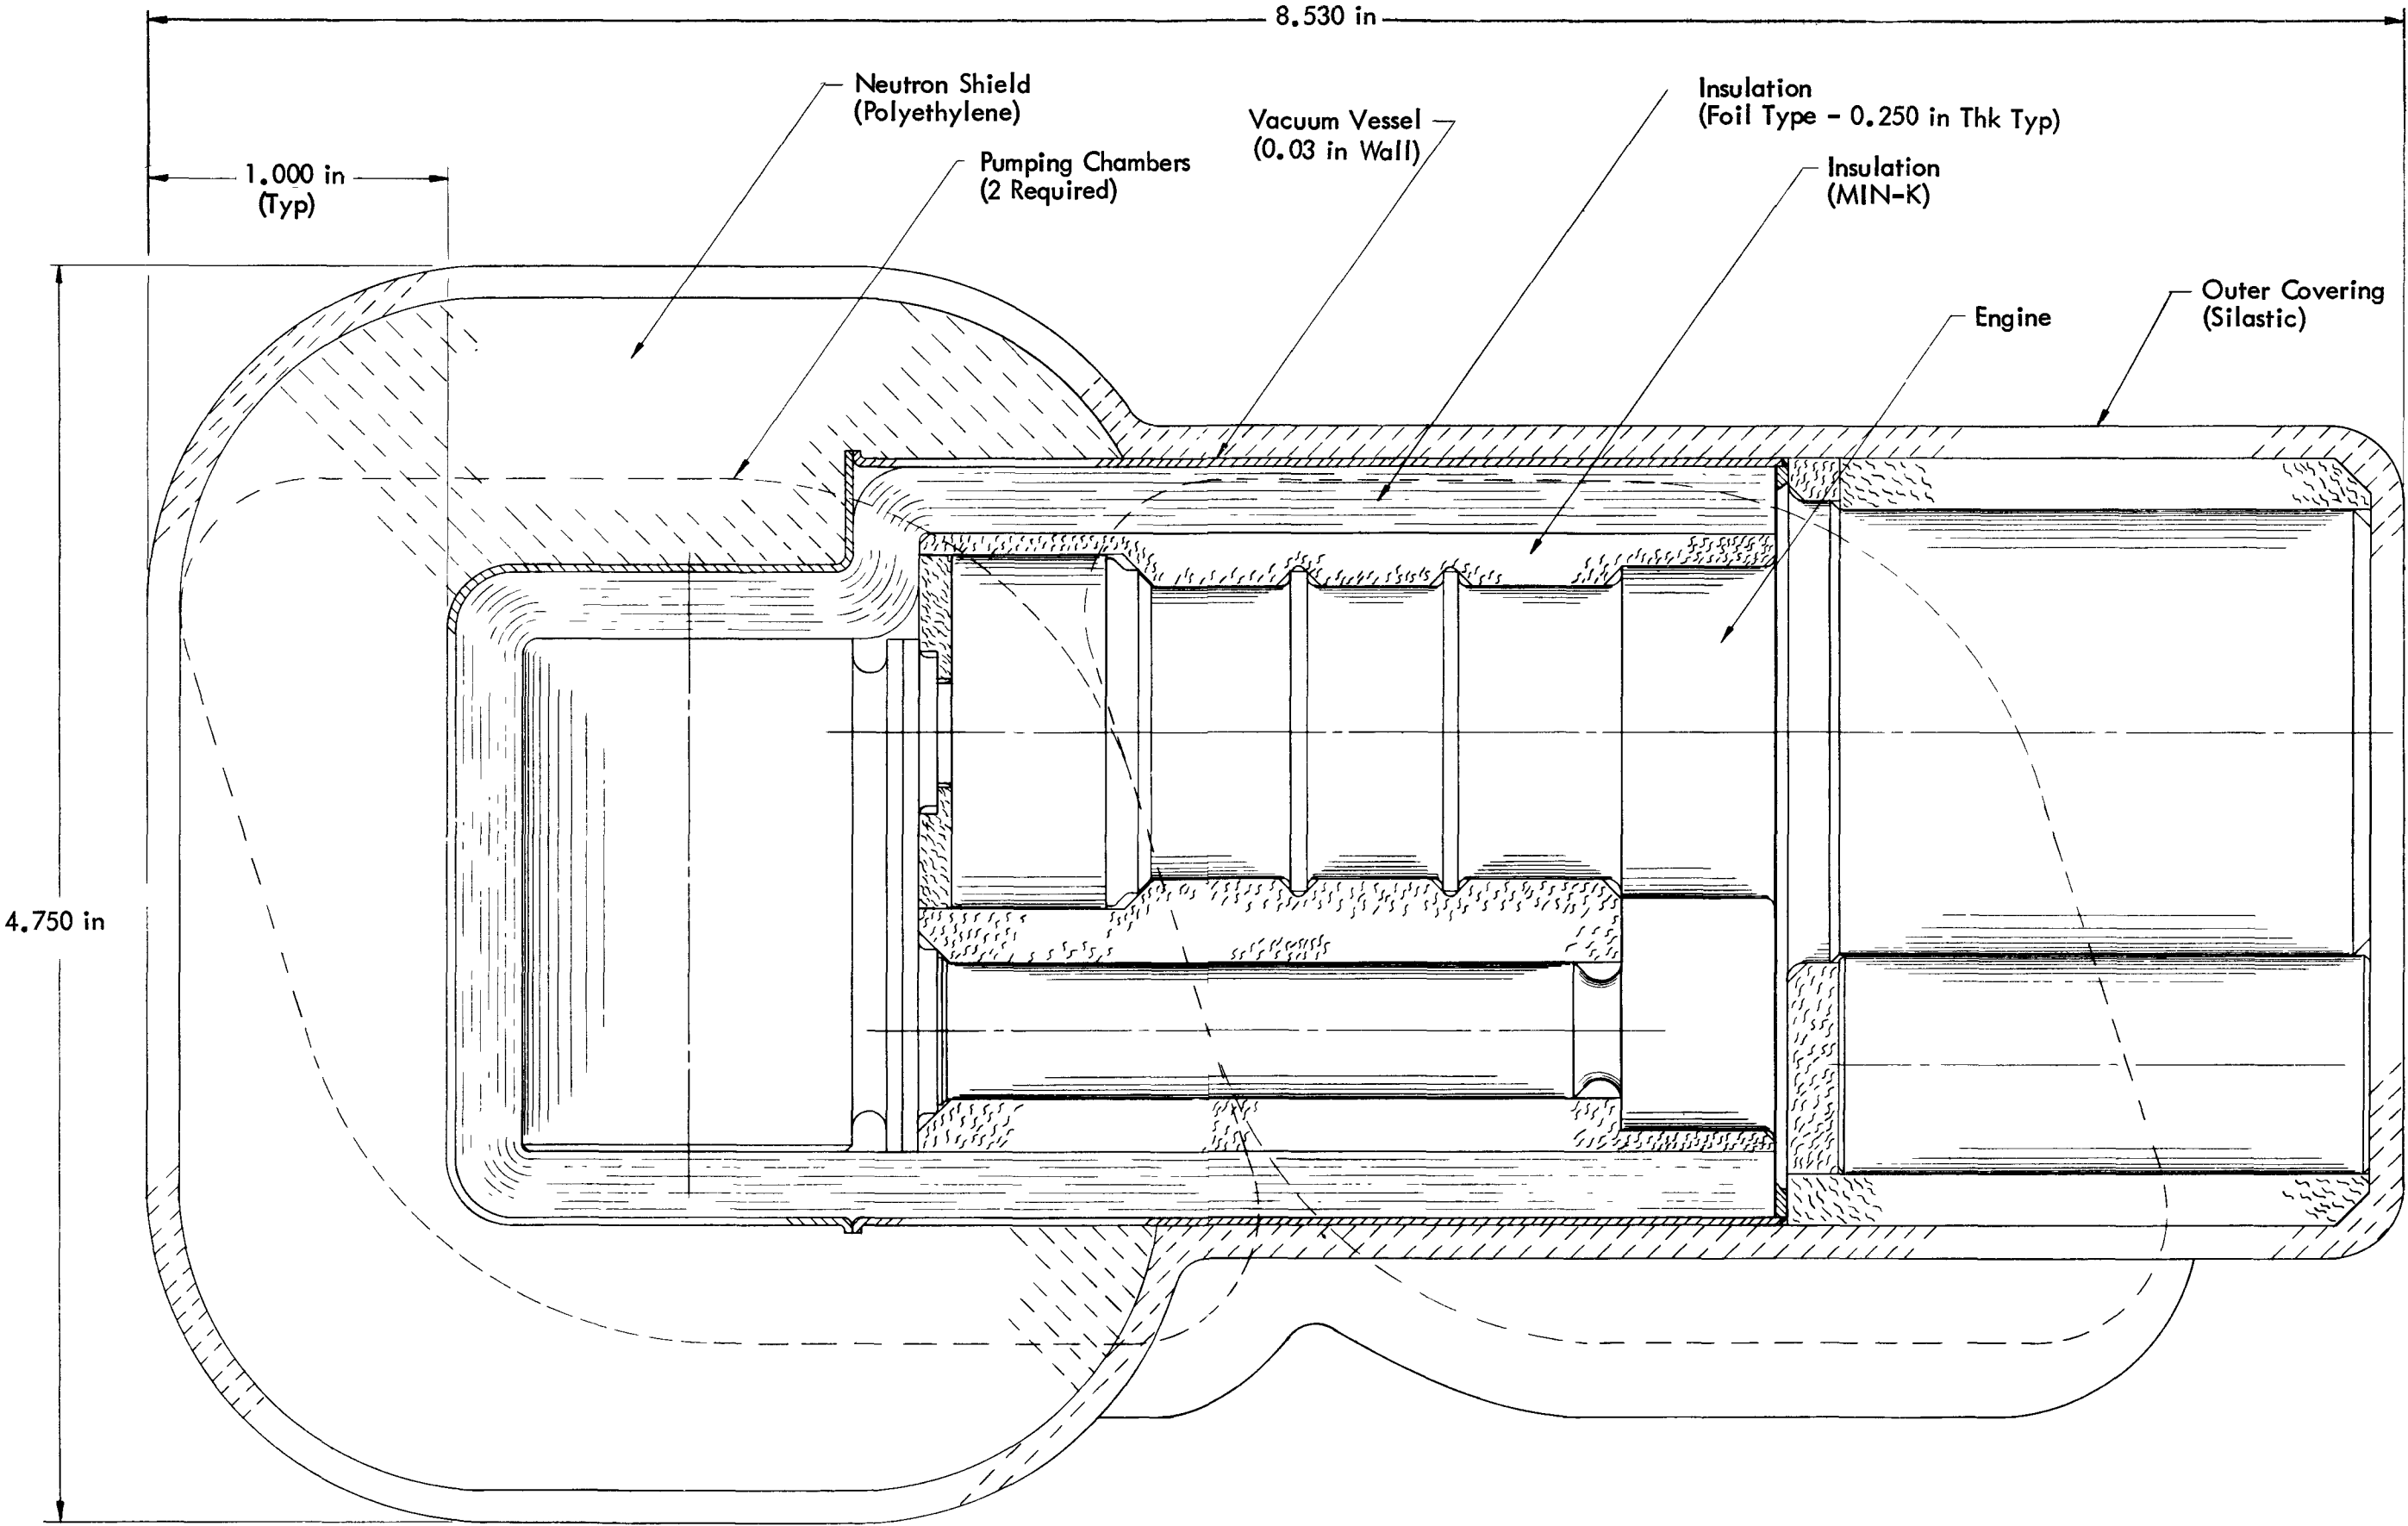 8.530 in
Neutron Shield
(Polyethylene)
Insulation
(Foil Type - 0.250 in Thk Typ)
Vacuum Vessel
(0.03 in Wall)
Pumping Chambers
(2 Required)
Insulation
(MIN-K)
1.000 in
(Typ)
Outer Covering
(Silastic)
Engine
4.750 in